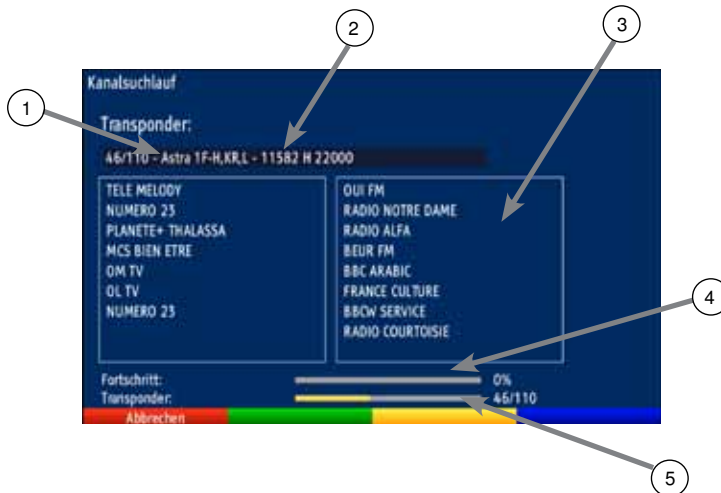 2
3
1
Kanalsuchlauf
Transponder:
46/110 - Astra 1F-H,KR,L - 11582 H 22000
TELE MELODY
NUMERO 23
PLANETE+ THALASSA
MCS BIEN ETRE
OM TV
OL TV
NUMERO 23
OUI FM
RADIO NOTRE DAME
RADIO ALFA
BEUR FM
BBC ARABIC
FRANCE CULTURE
BBCW SERVICE
RADIO COURTOISIE
4
Fortschritt: 0%
Transponder: 46/110
Abbrechen
5